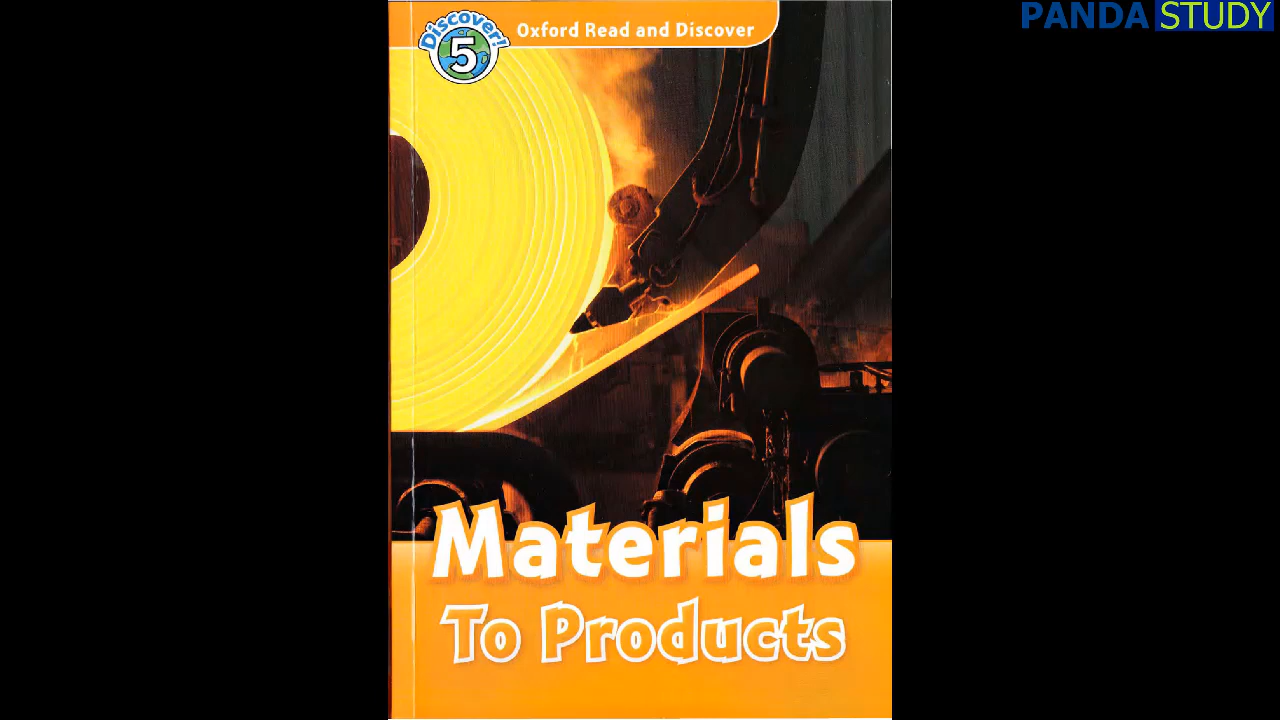 PANDA STUDY
Discover!
5
Oxford Read and Discover
Materials
To Products